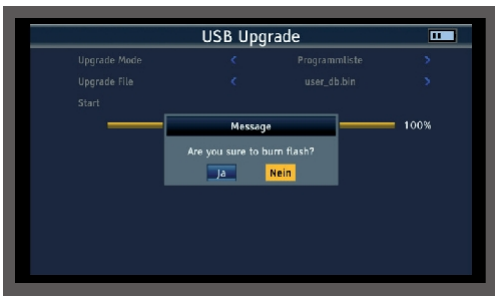 USB Upgrade
Upgrade Mode Programmliste
Upgrade File user_db.bin
Start
100%
Message
Are you sure to burn flash?
Ja Nein